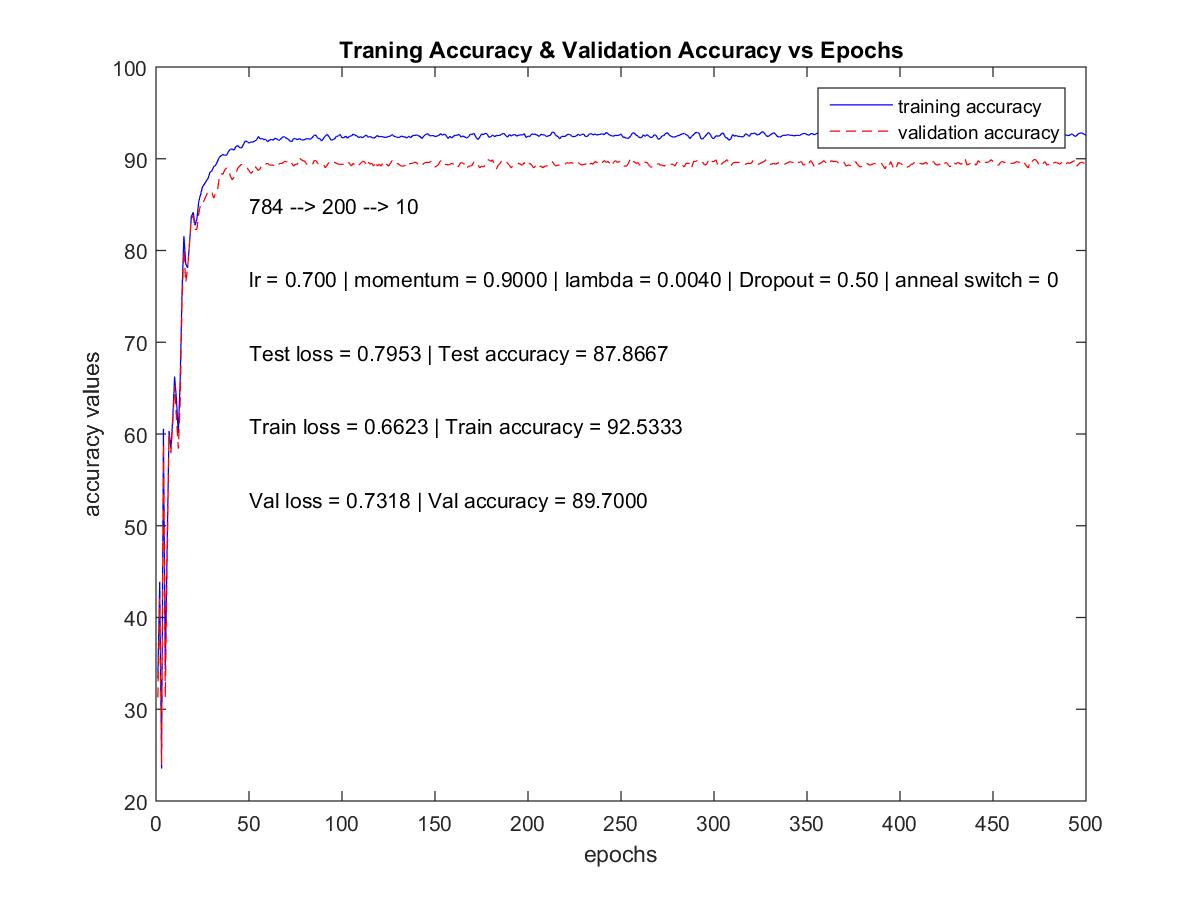 Traning Accuracy & Validation Accuracy vs Epochs
100
training accuracy
validation accuracy
90
784 --> 200 --> 10
80
lr = 0.700 | momentum = 0.9000 | lambda = 0.0040 | Dropout = 0.50 | anneal switch = 0
70
Test loss = 0.7953 | Test accuracy = 87.8667
accuracy values
60
Train loss = 0.6623 | Train accuracy = 92.5333
Val loss = 0.7318 | Val accuracy = 89.7000
50
40
30
20
0 50 100 150 200 250 300 350 400 450 500
epochs